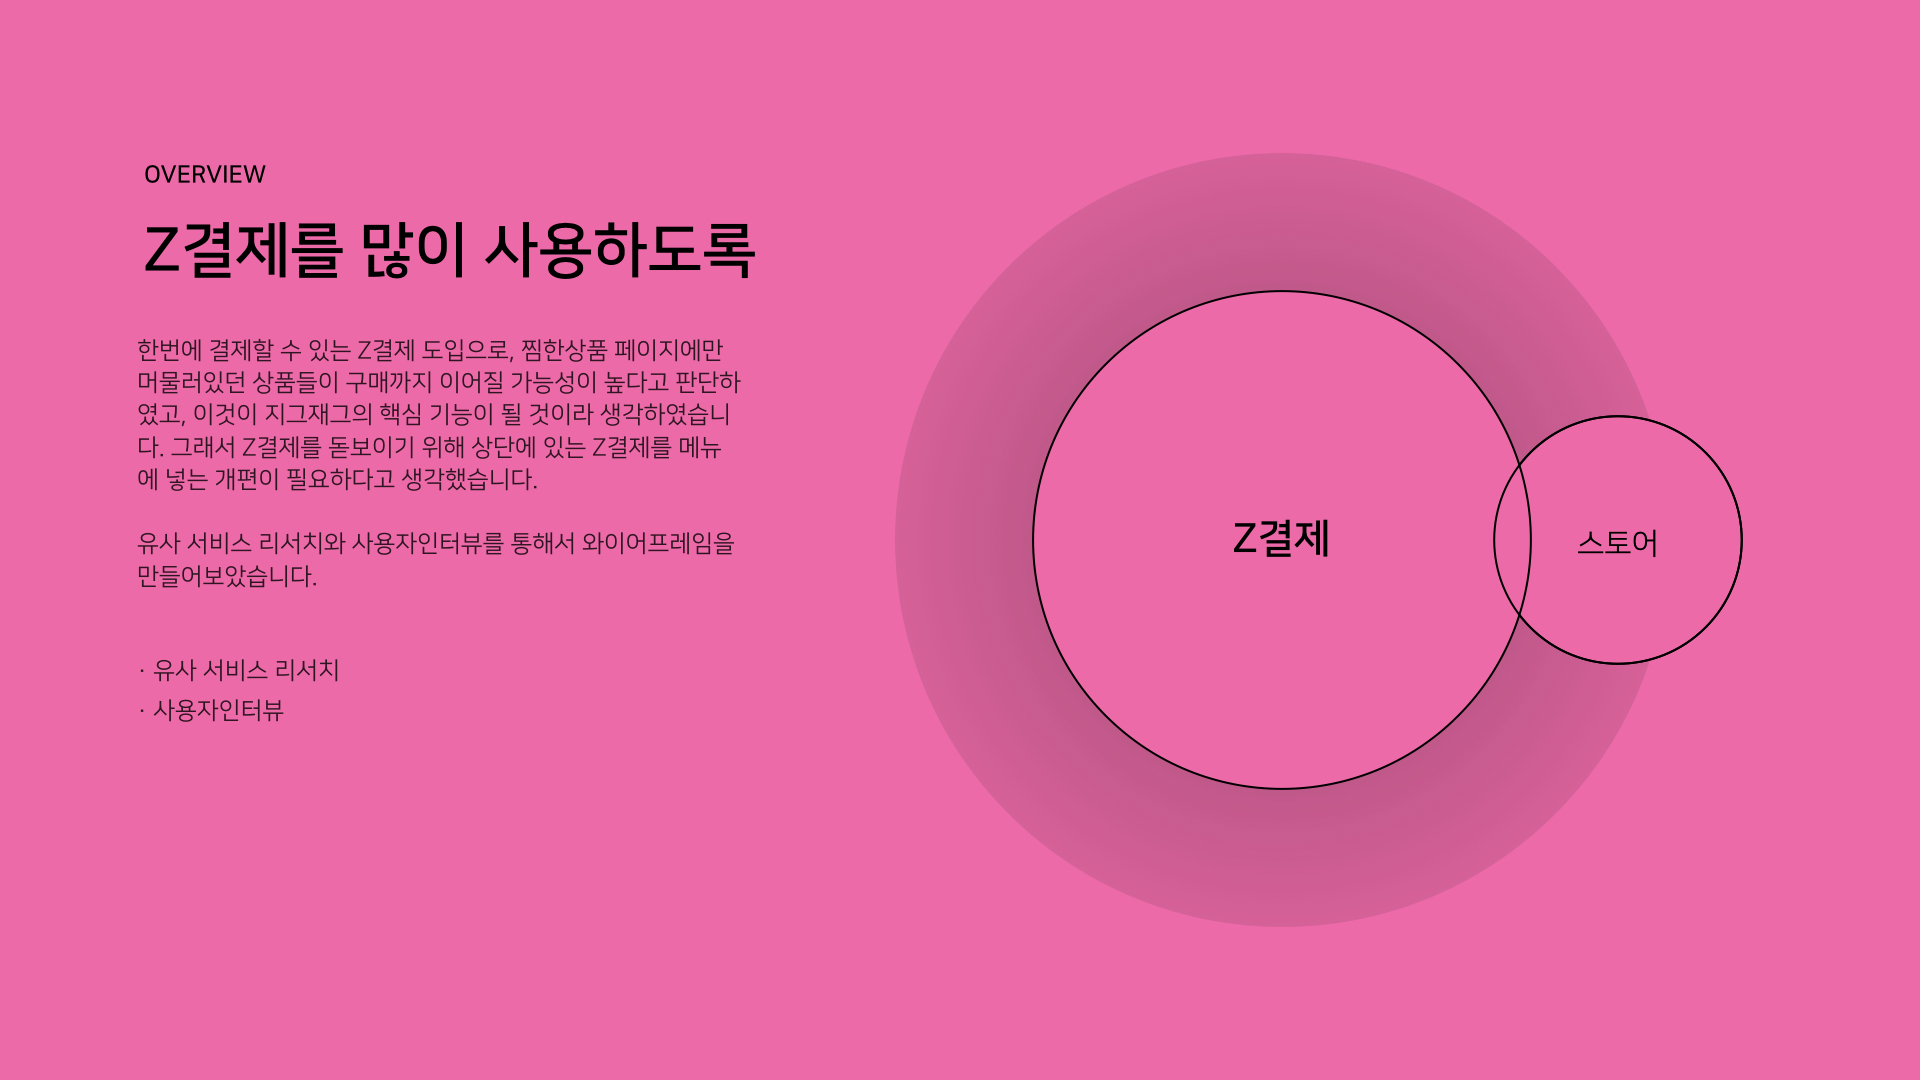 OVERVIEW
Z결제를 많이 사용하도록
한번에 결제할 수 있는 Z결제 도입으로, 찜한상품 페이지에만
머물러있던 상품들이 구매까지 이어질 가능성이 높다고 판단하
였고, 이것이 지그재그의 핵심 기능이 될 것이라 생각하였습니
다. 그래서 Z결제를 돋보이기 위해 상단에 있는 Z결제를 메뉴
에 넣는 개편이 필요하다고 생각했습니다.
유사 서비스 리서치와 사용자인터뷰를 통해서 와이어프레임을
만들어보았습니다.
· 유사 서비스 리서치
· 사용자인터뷰
Z결제
스토어